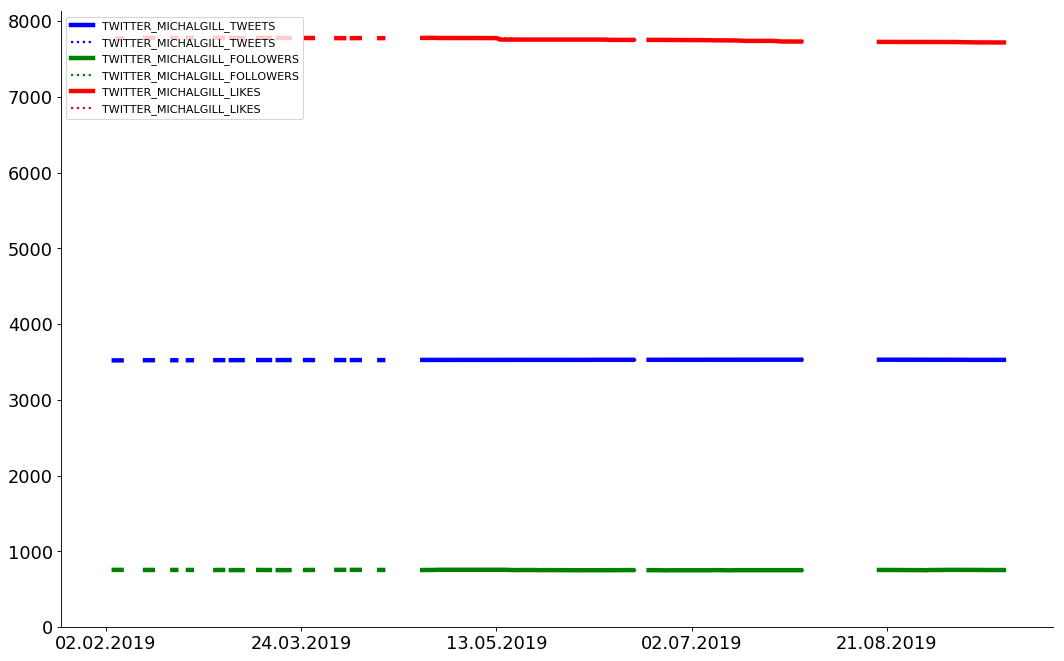 8000
7000
6000
5000
4000
3000
2000
1000
0
TWITTER_MICHALGILL_TWEETS
TWITTER_MICHALGILL_TWEETS
TWITTER_MICHALGILL_FOLLOWERS
TWITTER_MICHALGILL_FOLLOWERS
TWITTER_MICHALGILL_LIKES
TWITTER_MICHALGILL_LIKES
02.02.2019 24.03.2019 13.05.2019 02.07.2019 21.08.2019